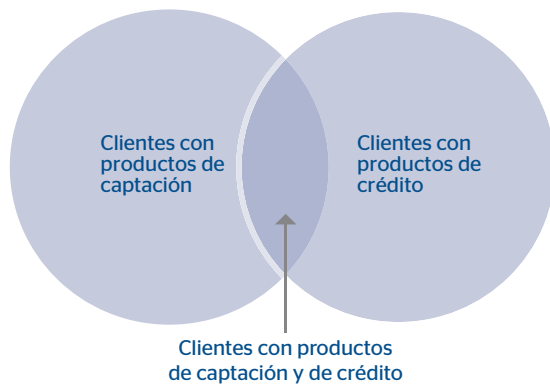 Clientes con
productos de
captación
Clientes con
productos de
crédito
Clientes con productos
de captación y de crédito